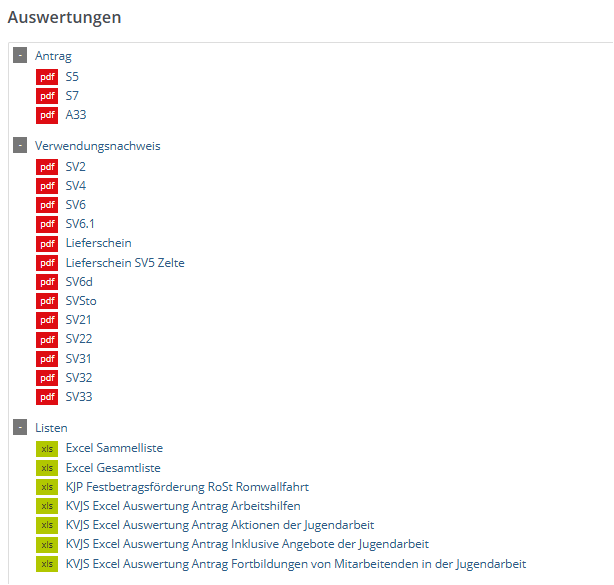 Auswertungen
- Antrag
pdf S5
pdf S7
pdf A33
- Verwendungsnachweis
pdf SV2
pdf SV4
pdf SV6
pdf SV6.1
pdf Lieferschein
pdf Lieferschein SV5 Zelte
pdf SV6d
pdf SVSto
pdf SV21
pdf SV22
pdf SV31
pdf SV32
pdf SV33
- Listen
xls Excel Sammelliste
xls Excel Gesamtliste
xls KJP Festbetragsförderung RoSt Romwallfahrt
xls KVJS Excel Auswertung Antrag Arbeitshilfen
xls KVJS Excel Auswertung Antrag Aktionen der Jugendarbeit
xls KVJS Excel Auswertung Antrag Inklusive Angebote der Jugendarbeit
xls KVJS Excel Auswertung Antrag Fortbildungen von Mitarbeitenden in der Jugendarbeit